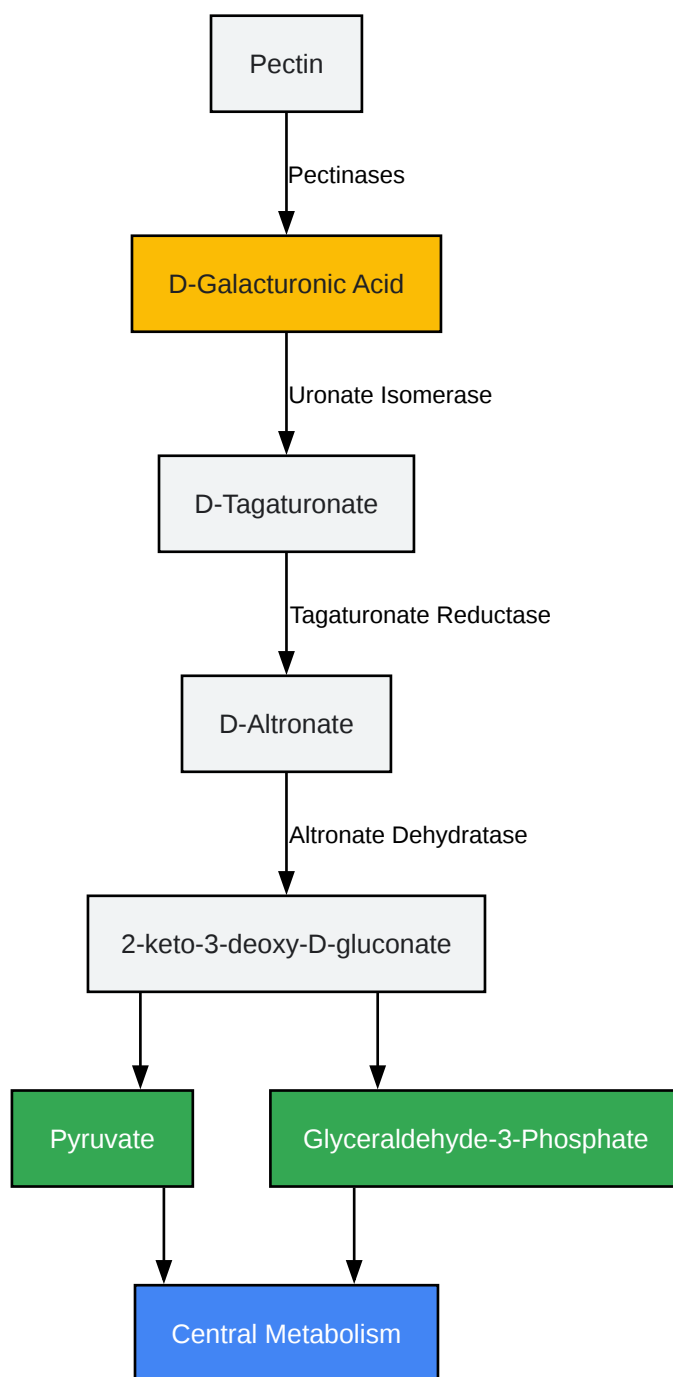 Pectin
Pectinases
D-Galacturonic Acid
Uronate Isomerase
D-Tagaturonate
Tagaturonate Reductase
D-Altronate
Altronate Dehydratase
2-keto-3-deoxy-D-gluconate
Pyruvate
Glyceraldehyde-3-Phosphate
Central Metabolism